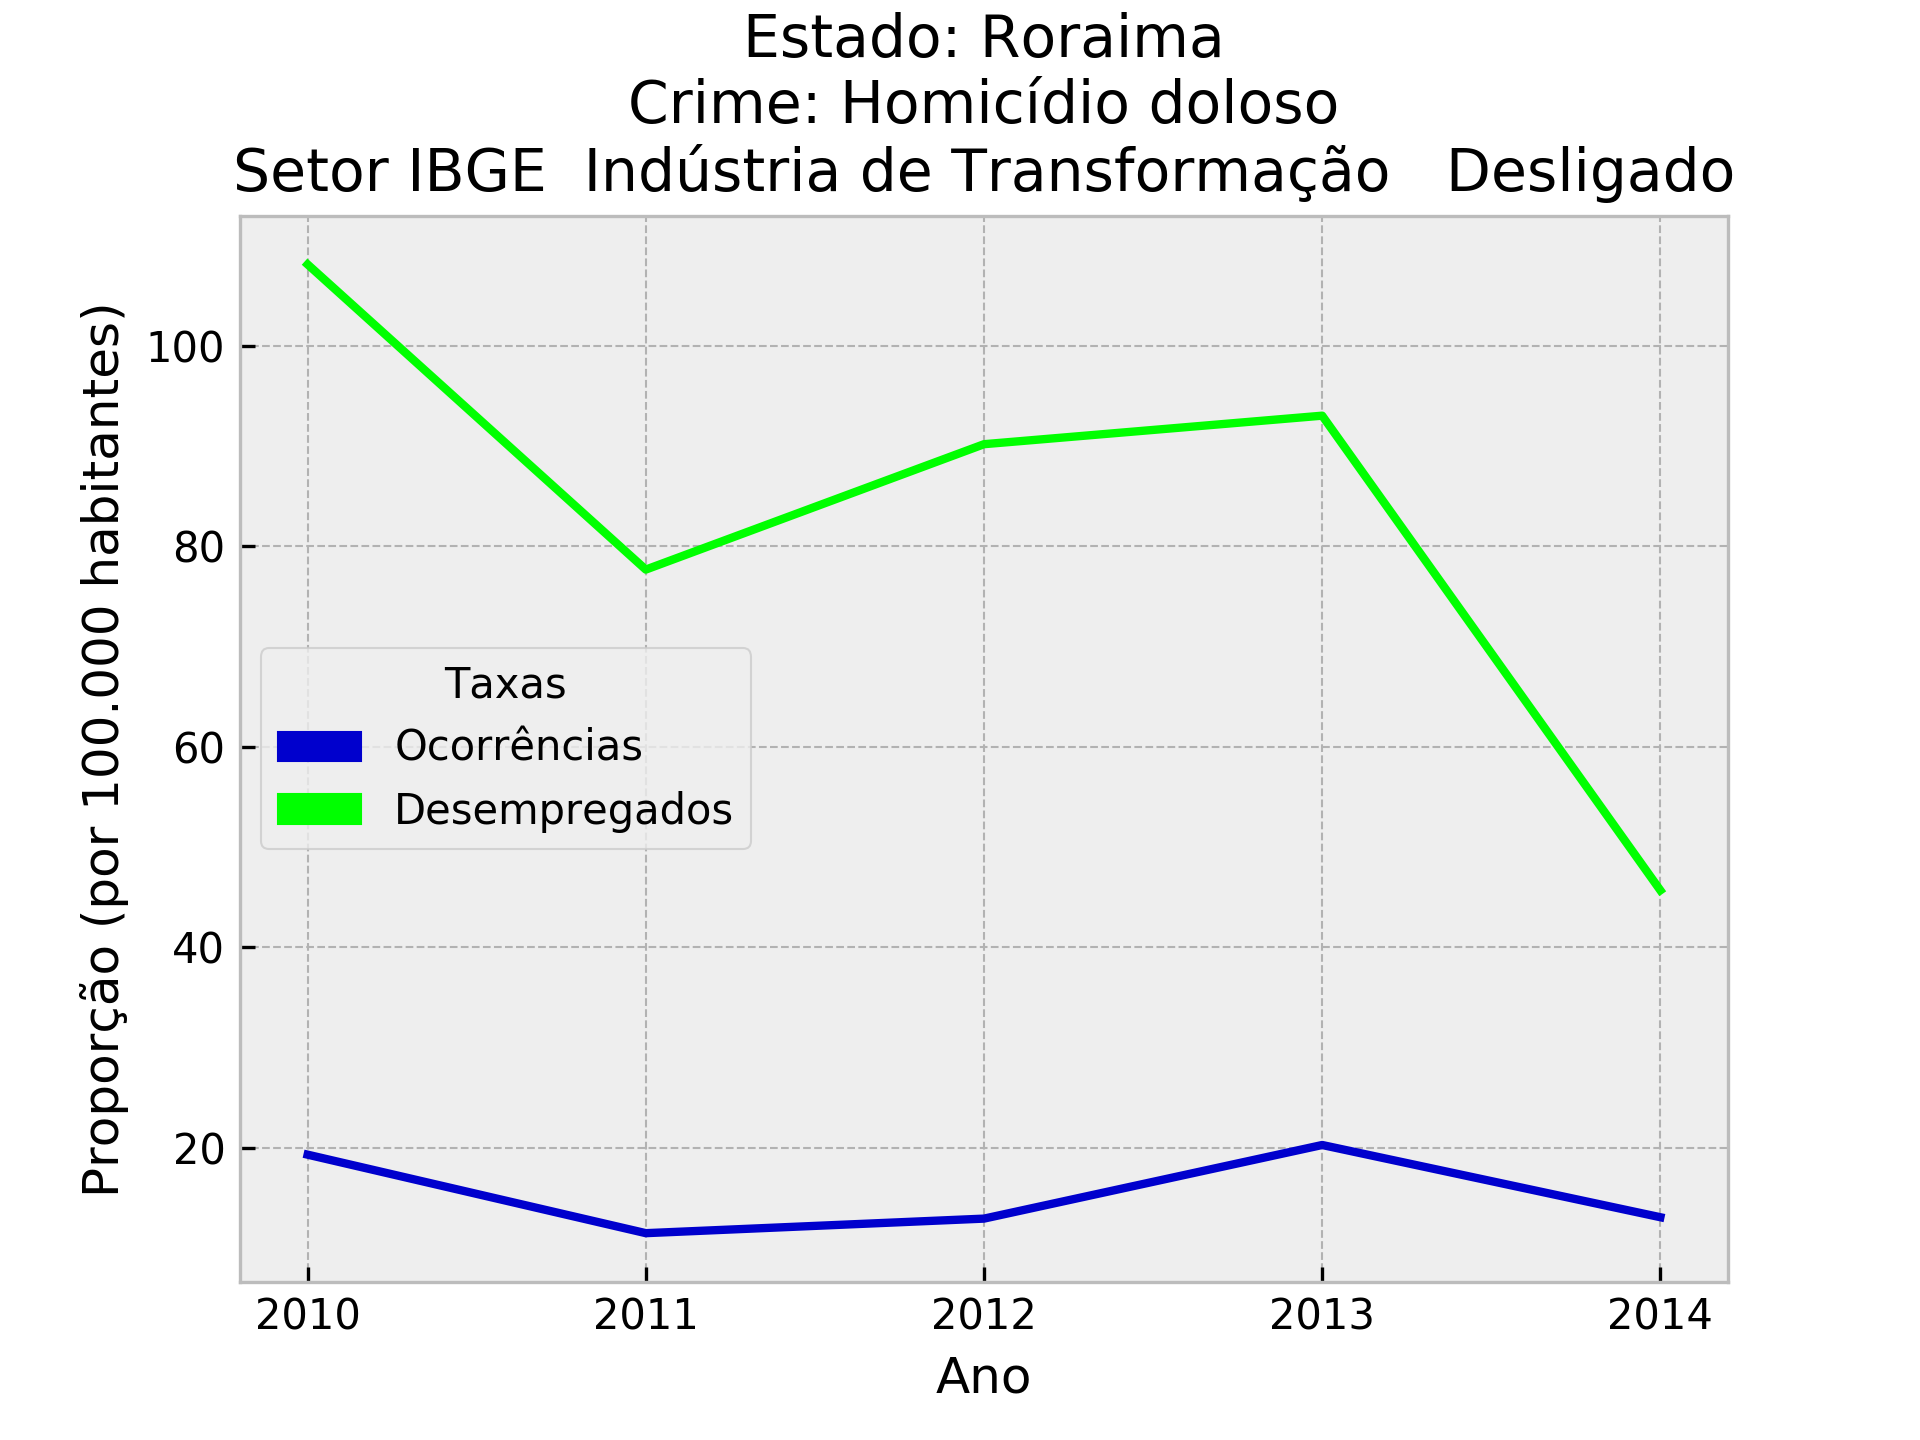 Estado: Roraima
Crime: Homicídio doloso
Setor IBGE  Indústria de Transformação   Desligado
Proporção (por 100.000 habitantes)
100
80
60
40
20
Taxas
Ocorrências
Desempregados
2010 2011 2012 2013 2014
Ano